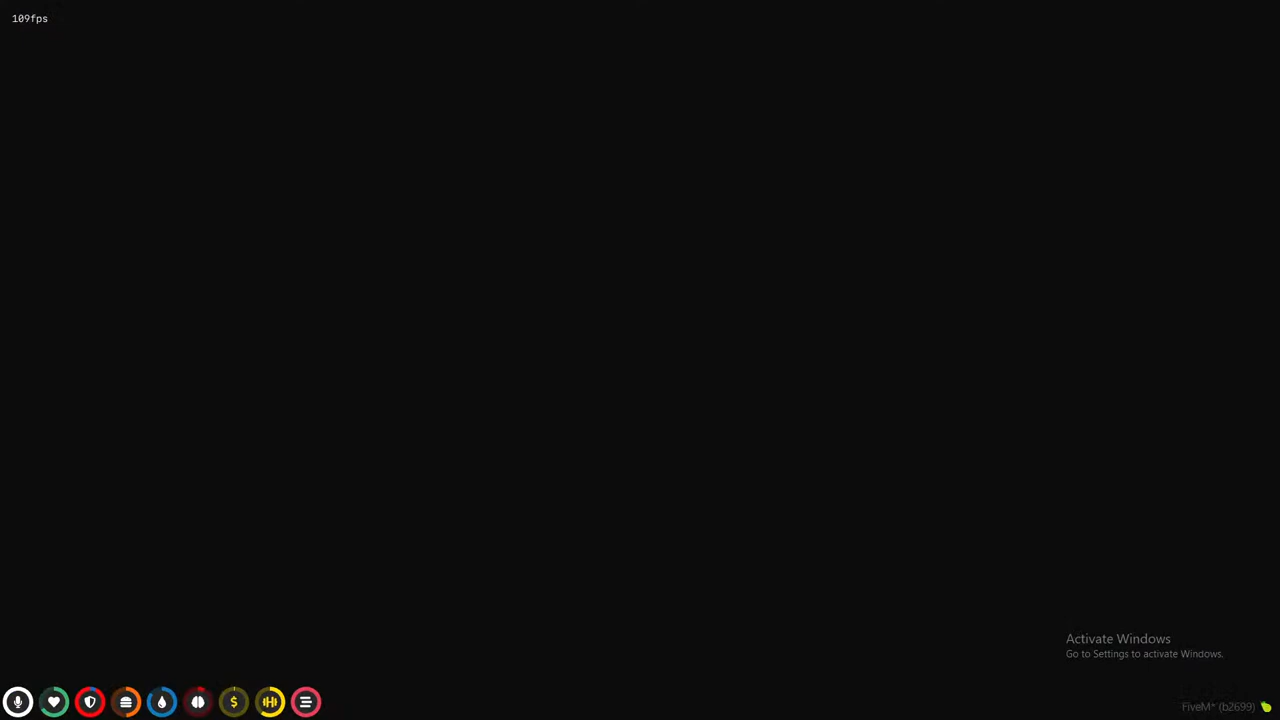 109fps
Activate Windows
Go to Settings to activate Windows.
FiveM* (b2699)